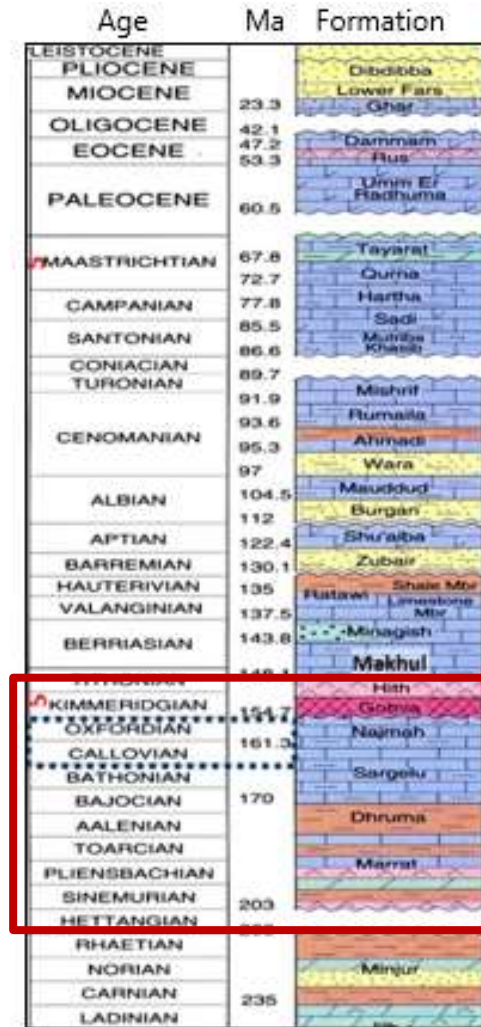 Age Ma Formation
LEISTOCENE
PLIOCENE Dibdibba
MIOCENE Lower Fars
23.3 Ghar
OLIGOCENE 42.1
47.2 Dammam
EOCENE 53.3 Rus
Umm Er
PALEOCENE Radhuma
60.5
67.8 Tayarat
MAASTRICHTIAN
72.7 Qurna
CAMPANIAN 77.8 Hartha
85.5 Sadi
SANTONIAN Mutriba
86.6 Khasib
CONIACIAN 89.7
TURONIAN 91.9 Mishrif
93.6 Rumaila
CENOMANIAN 95.3 Ahmadi
97 Wara
ALBIAN 104.5 Mauddud
112 Burgan
APTIAN 122.4 Shu'aiba
BARREMIAN 130.1 Zubair
HAUTERIVIAN 135 Ratawi Shale Mbr
VALANGINIAN 137.5 Limestone Mbr
BERRIASIAN 143.8 Minagish
Makhul
Hith
KIMMERIDGIAN 154.7 Gotnia
OXFORDIAN 161.3 Najmah
CALLOVIAN
BATHONIAN Sargelu
BAJOCIAN 170
AALENIAN Dhruma
TOARCIAN
PLIENSBACHIAN Marrat
SINEMURIAN 203
HETTANGIAN
RHAETIAN
NORIAN Minjur
CARNIAN 235
LADINIAN